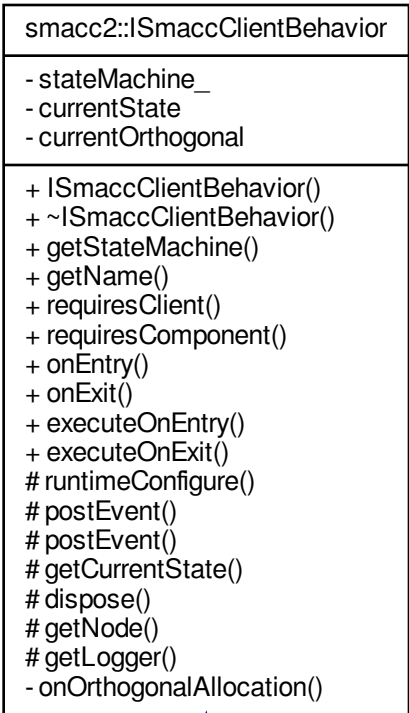 smacc2::ISmaccClientBehavior
- stateMachine_
- currentState
- currentOrthogonal
+ ISmaccClientBehavior()
+ ~ISmaccClientBehavior()
+ getStateMachine()
+ getName()
+ requiresClient()
+ requiresComponent()
+ onEntry()
+ onExit()
+ executeOnEntry()
+ executeOnExit()
# runtimeConfigure()
# postEvent()
# postEvent()
# getCurrentState()
# dispose()
# getNode()
# getLogger()
- onOrthogonalAllocation()